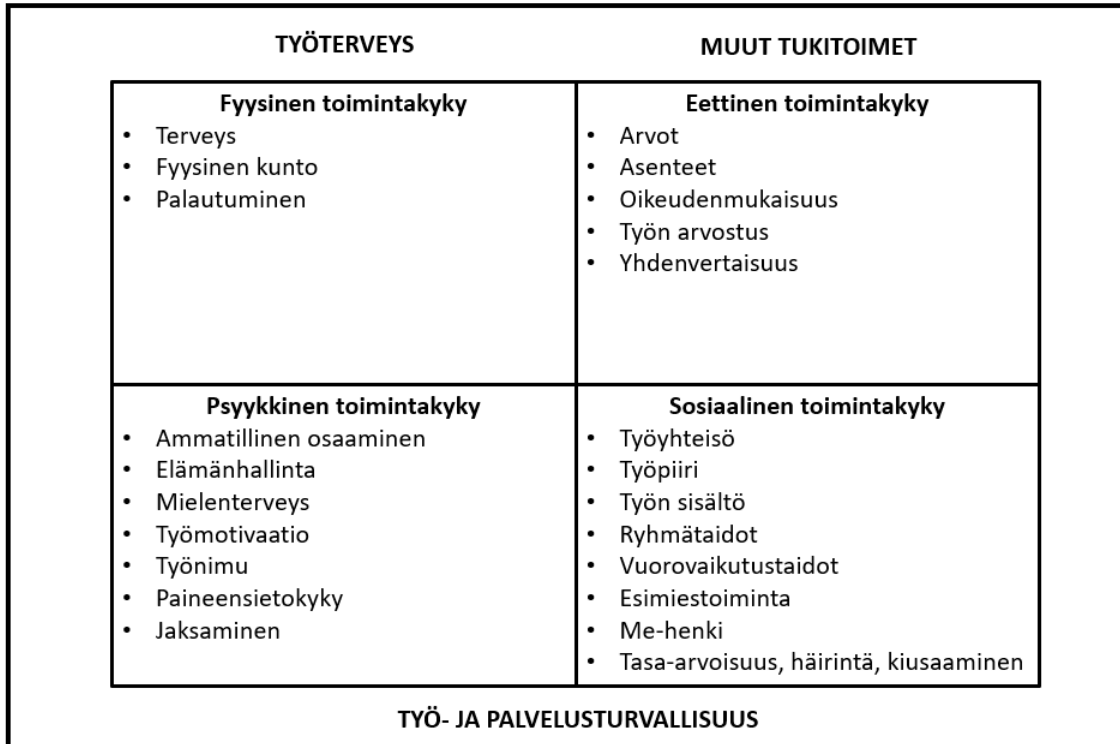 TYÖTERVEYS
MUUT TUKITOIMET
Fyysinen toimintakyky
• Terveys
• Fyysinen kunto
• Palautuminen
Eettinen toimintakyky
• Arvot
• Asenteet
• Oikeudenmukaisuus
• Työn arvostus
• Yhdenvertaisuus
Psyykkinen toimintakyky
• Ammatillinen osaaminen
• Elämänhallinta
• Mielenterveys
• Työmotivaatio
• Työnimu
• Paineensietokyky
• Jaksaminen
Sosiaalinen toimintakyky
• Työyhteisö
• Työpiiri
• Työn sisältö
• Ryhmätaidot
• Vuorovaikutustaidot
• Esimiestoiminta
• Me-henki
• Tasa-arvoisuus, häirintä, kiusaaminen
TYÖ- JA PALVELUSTURVALLISUUS